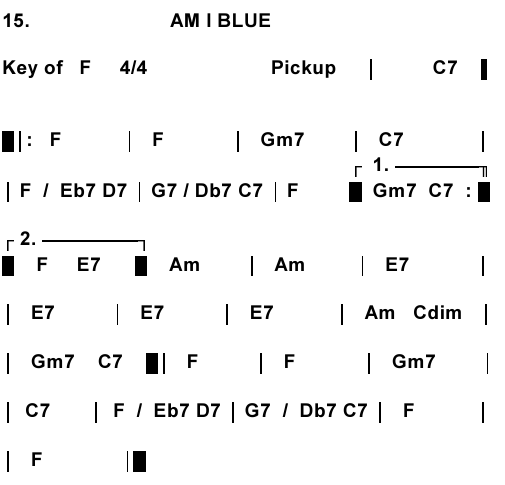 15. AM I BLUE
Key of F 4/4 Pickup | C7 |
|: F | F | Gm7 | C7 |
1.
| F / Eb7 D7 | G7 / Db7 C7 | F | Gm7 C7 :|
2.
| F E7 | Am | Am | E7 |
| E7 | E7 | E7 | Am Cdim |
| Gm7 C7 || F | F | Gm7 |
| C7 | F / Eb7 D7 | G7 / Db7 C7 | F |
| F ||